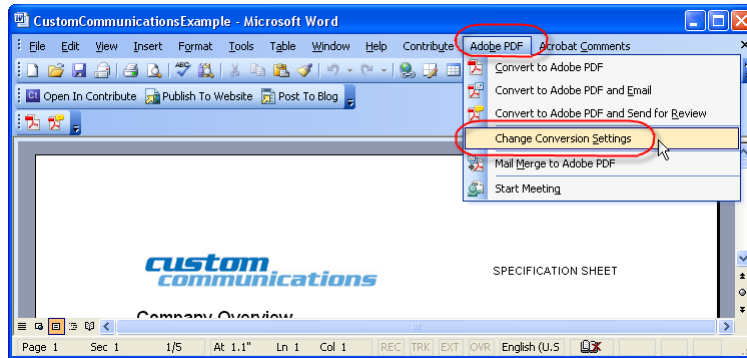 CustomCommunicationsExample - Microsoft Word
File Edit View Insert Format Tools Table Window Help Contribute Adobe PDF Acrobat Comments
Convert to Adobe PDF
Open In Contribute Publish To Website Post To Blog
Convert to Adobe PDF and Email
Convert to Adobe PDF and Send for Review
Change Conversion Settings
Mail Merge to Adobe PDF
Start Meeting
custom
communications
SPECIFICATION SHEET
Company Overview
Page 1 Sec 1 1/5 At 1.1" Ln 1 Col 1 REC TRK EXT OVR English (U.S